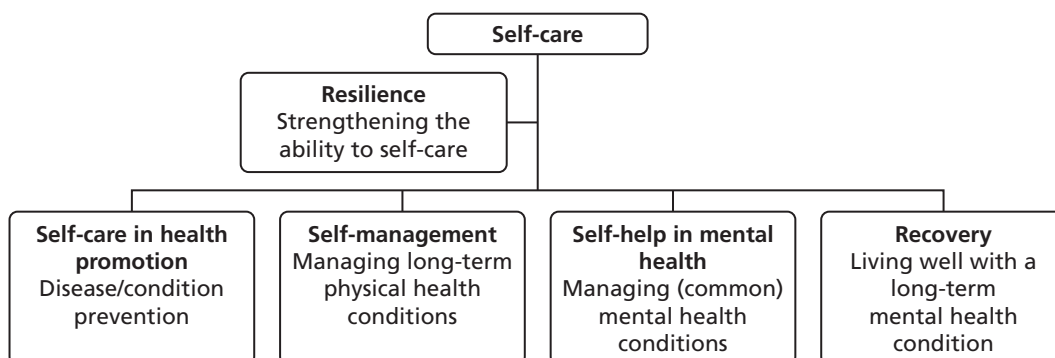 Self-care
Resilience
Strengthening the
ability to self-care
Self-care in health
promotion
Disease/condition
prevention
Self-management
Managing long-term
physical health
conditions
Self-help in mental
health
Managing (common)
mental health
conditions
Recovery
Living well with a
long-term
mental health
condition